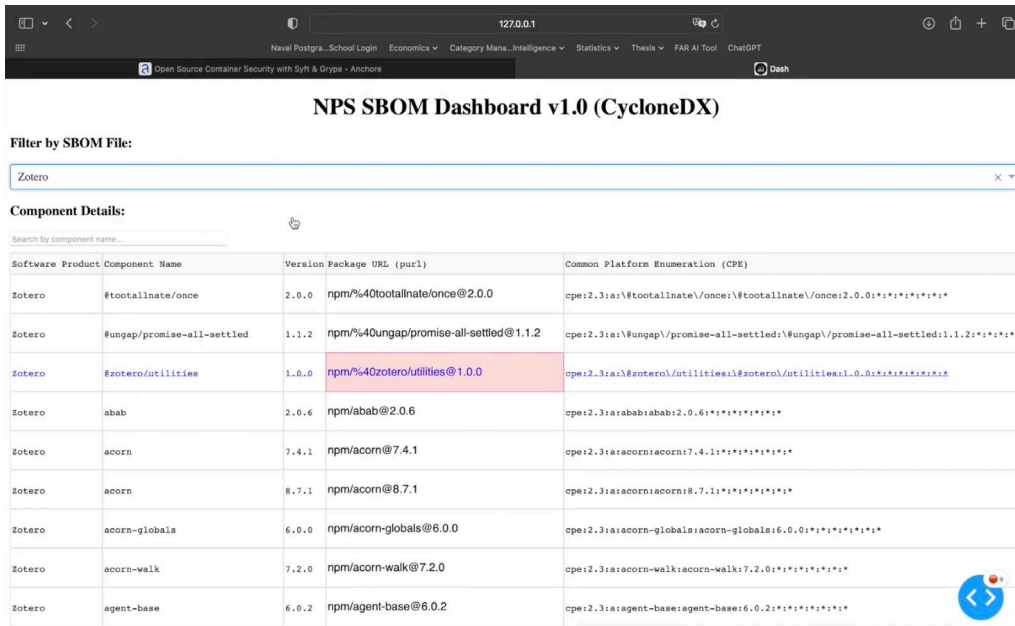 127.0.0.1
Naval Postgra...School Login Economics Category Mana...Intelligence Statistics Thesis FAR AI Tool ChatGPT
Open Source Container Security with Syft & Grype - Anchore Dash
NPS SBOM Dashboard v1.0 (CycloneDX)
Filter by SBOM File:
Zotero
Component Details:
Search by component name...
Software Product Component Name Version Package URL (purl) Common Platform Enumeration (CPE)
Zotero @tootallnate/once 2.0.0 npm/%40tootallnate/once@2.0.0 cpe:2.3:a:\@tootallnate\/once:\@tootallnate\/once:2.0.0:*:*:*:*:*:*:*
Zotero @ungap/promise-all-settled 1.1.2 npm/%40ungap/promise-all-settled@1.1.2 cpe:2.3:a:\@ungap\/promise-all-settled:\@ungap\/promise-all-settled:1.1.2:*:*:*:*
Zotero @zotero/utilities 1.0.0 npm/%40zotero/utilities@1.0.0 cpe:2.3:a:\@zotero\/utilities:\@zotero\/utilities:1.0.0:*:*:*:*:*:*:*
Zotero abab 2.0.6 npm/abab@2.0.6 cpe:2.3:a:abab:abab:2.0.6:*:*:*:*:*:*:*
Zotero acorn 7.4.1 npm/acorn@7.4.1 cpe:2.3:a:acorn:acorn:7.4.1:*:*:*:*:*:*:*
Zotero acorn 8.7.1 npm/acorn@8.7.1 cpe:2.3:a:acorn:acorn:8.7.1:*:*:*:*:*:*:*
Zotero acorn-globals 6.0.0 npm/acorn-globals@6.0.0 cpe:2.3:a:acorn-globals:acorn-globals:6.0.0:*:*:*:*:*:*:*
Zotero acorn-walk 7.2.0 npm/acorn-walk@7.2.0 cpe:2.3:a:acorn-walk:acorn-walk:7.2.0:*:*:*:*:*:*:*
Zotero agent-base 6.0.2 npm/agent-base@6.0.2 cpe:2.3:a:agent-base:agent-base:6.0.2:*:*:*:*:*:*:*